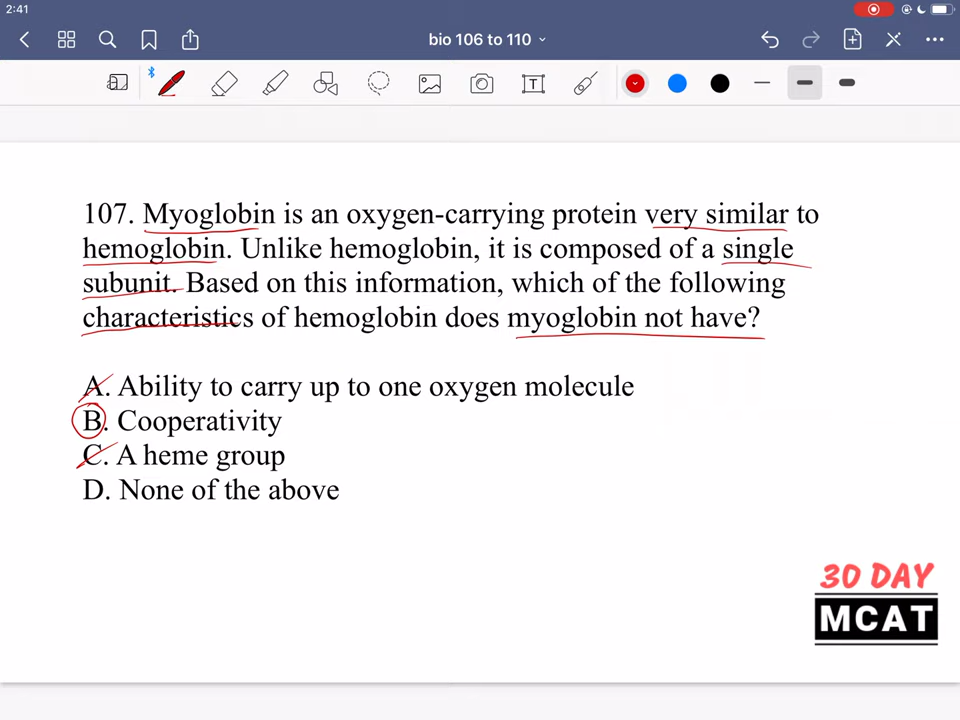 2:41
bio 106 to 110
T
107. Myoglobin is an oxygen-carrying protein very similar to
hemoglobin. Unlike hemoglobin, it is composed of a single
subunit. Based on this information, which of the following
characteristics of hemoglobin does myoglobin not have?
A. Ability to carry up to one oxygen molecule
B. Cooperativity
C. A heme group
D. None of the above
30 DAY
MCAT